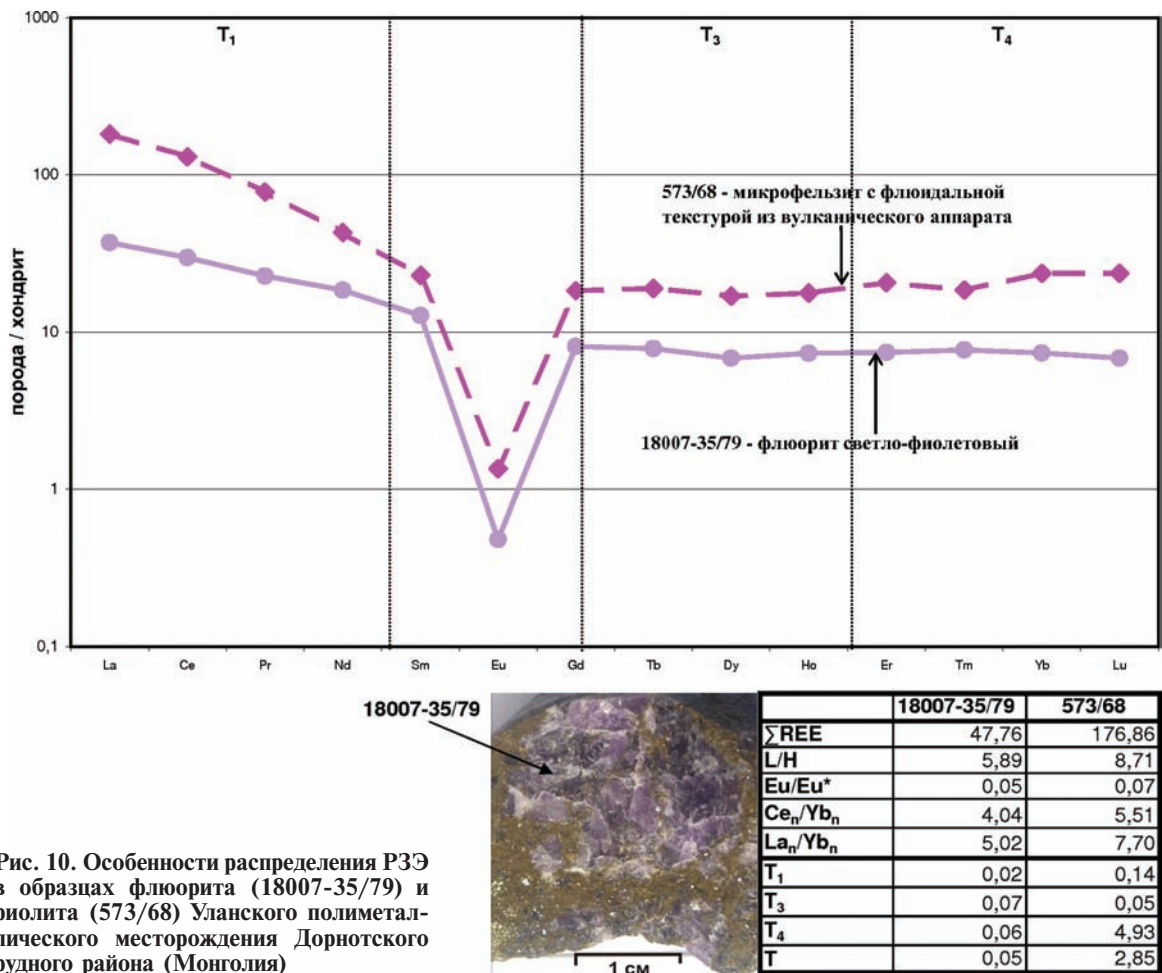 1000
T₁
T₃
T₄
100
10
1
0,1
порода / хондрит
573/68 - микрофельзит с флюидальной
текстурой из вулканического аппарата
18007-35/79 - флюорит светло-фиолетовый
La Ce Pr Nd Sm Eu Gd Tb Dy Ho Er Tm Yb Lu
18007-35/79
1 см
18007-35/79 573/68
∑REE 47,76 176,86
L/H 5,89 8,71
Eu/Eu* 0,05 0,07
Ceₙ/Ybₙ 4,04 5,51
Laₙ/Ybₙ 5,02 7,70
T₁ 0,02 0,14
T₃ 0,07 0,05
T₄ 0,06 4,93
T 0,05 2,85
Рис. 10. Особенности распределения РЗЭ
в образцах флюорита (18007-35/79) и
риолита (573/68) Уланского полиметал-
лического месторождения Дорнотского
рудного района (Монголия)